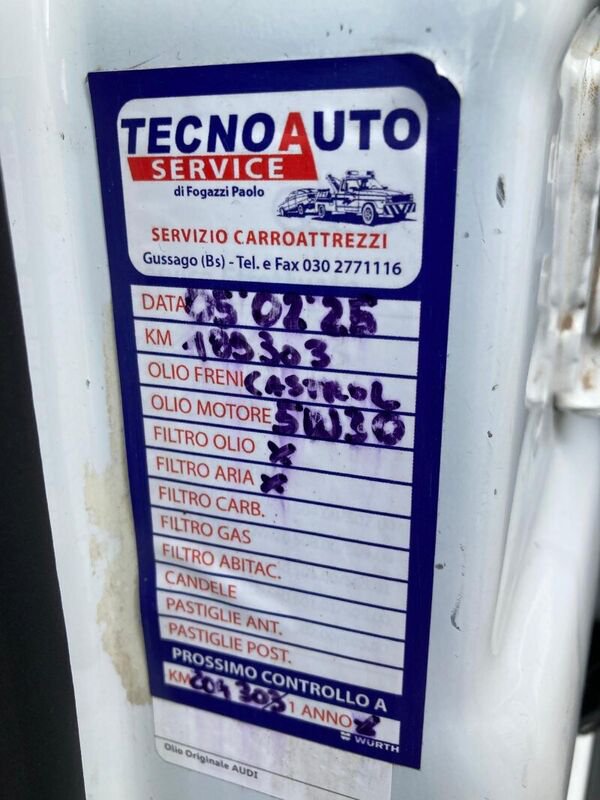 TECNOAUTO
SERVICE
di Fogazzi Paolo
SERVIZIO CARROATTREZZI
Gussago (Bs) - Tel. e Fax 030 2771116
DATA 05 02 25
KM 189303
OLIO FRENI CASTROL
OLIO MOTORE 5W30
FILTRO OLIO X
FILTRO ARIA X
FILTRO CARB.
FILTRO GAS
FILTRO ABITAC.
CANDELE
PASTIGLIE ANT.
PASTIGLIE POST.
PROSSIMO CONTROLLO A
KM 204 303 1 ANNO X
WÜRTH
Olio Originale AUDI